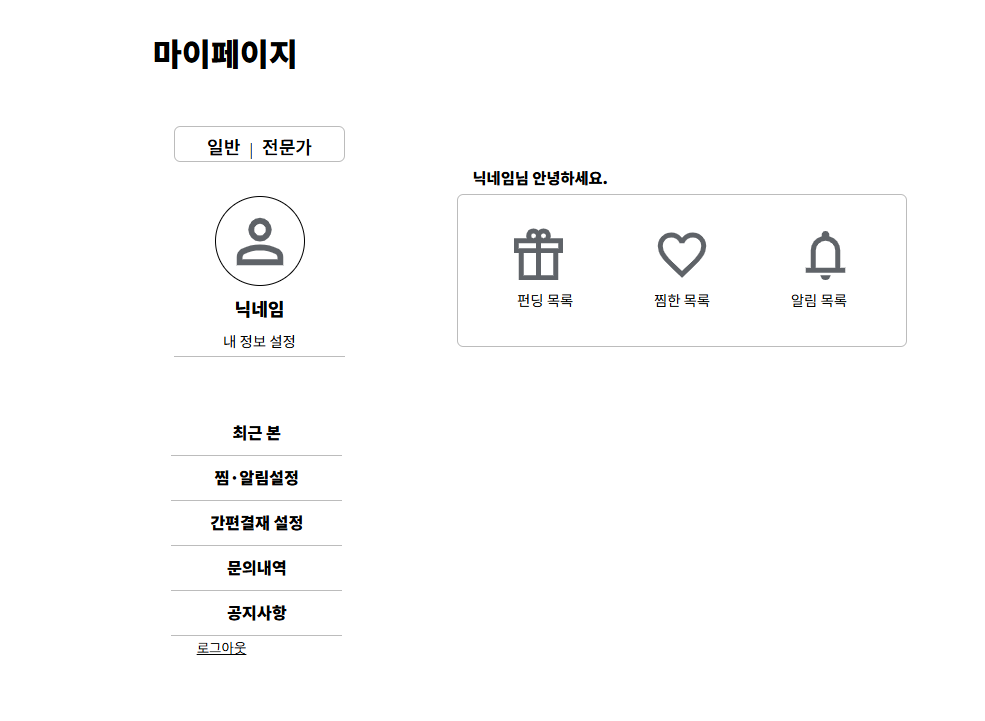 마이페이지
일반 | 전문가
닉네임
내 정보 설정
최근 본
찜·알림설정
간편결재 설정
문의내역
공지사항
로그아웃
닉네임님 안녕하세요.
펀딩 목록
찜한 목록
알림 목록